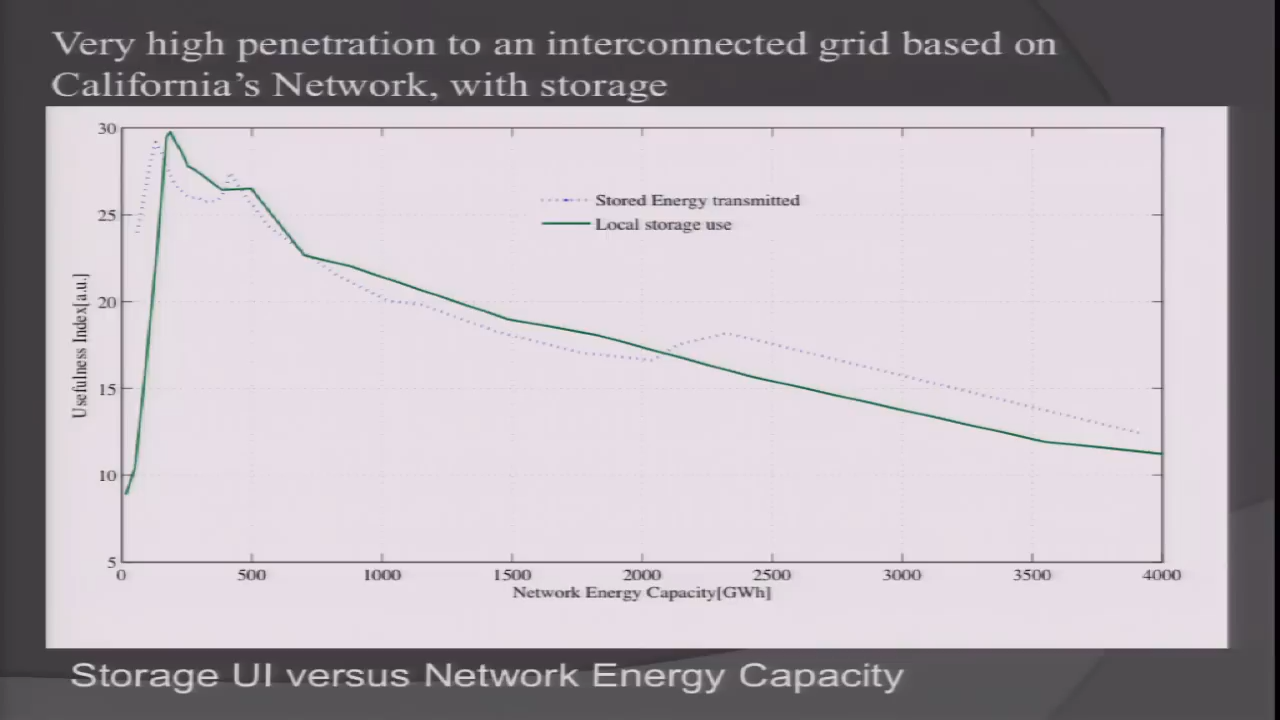 Very high penetration to an interconnected grid based on
California's Network, with storage
30
25
20
15
10
5
Usefulness Index[a.u.]
Stored Energy transmitted
Local storage use
0 500 1000 1500 2000 2500 3000 3500 4000
Network Energy Capacity[GWh]
Storage UI versus Network Energy Capacity